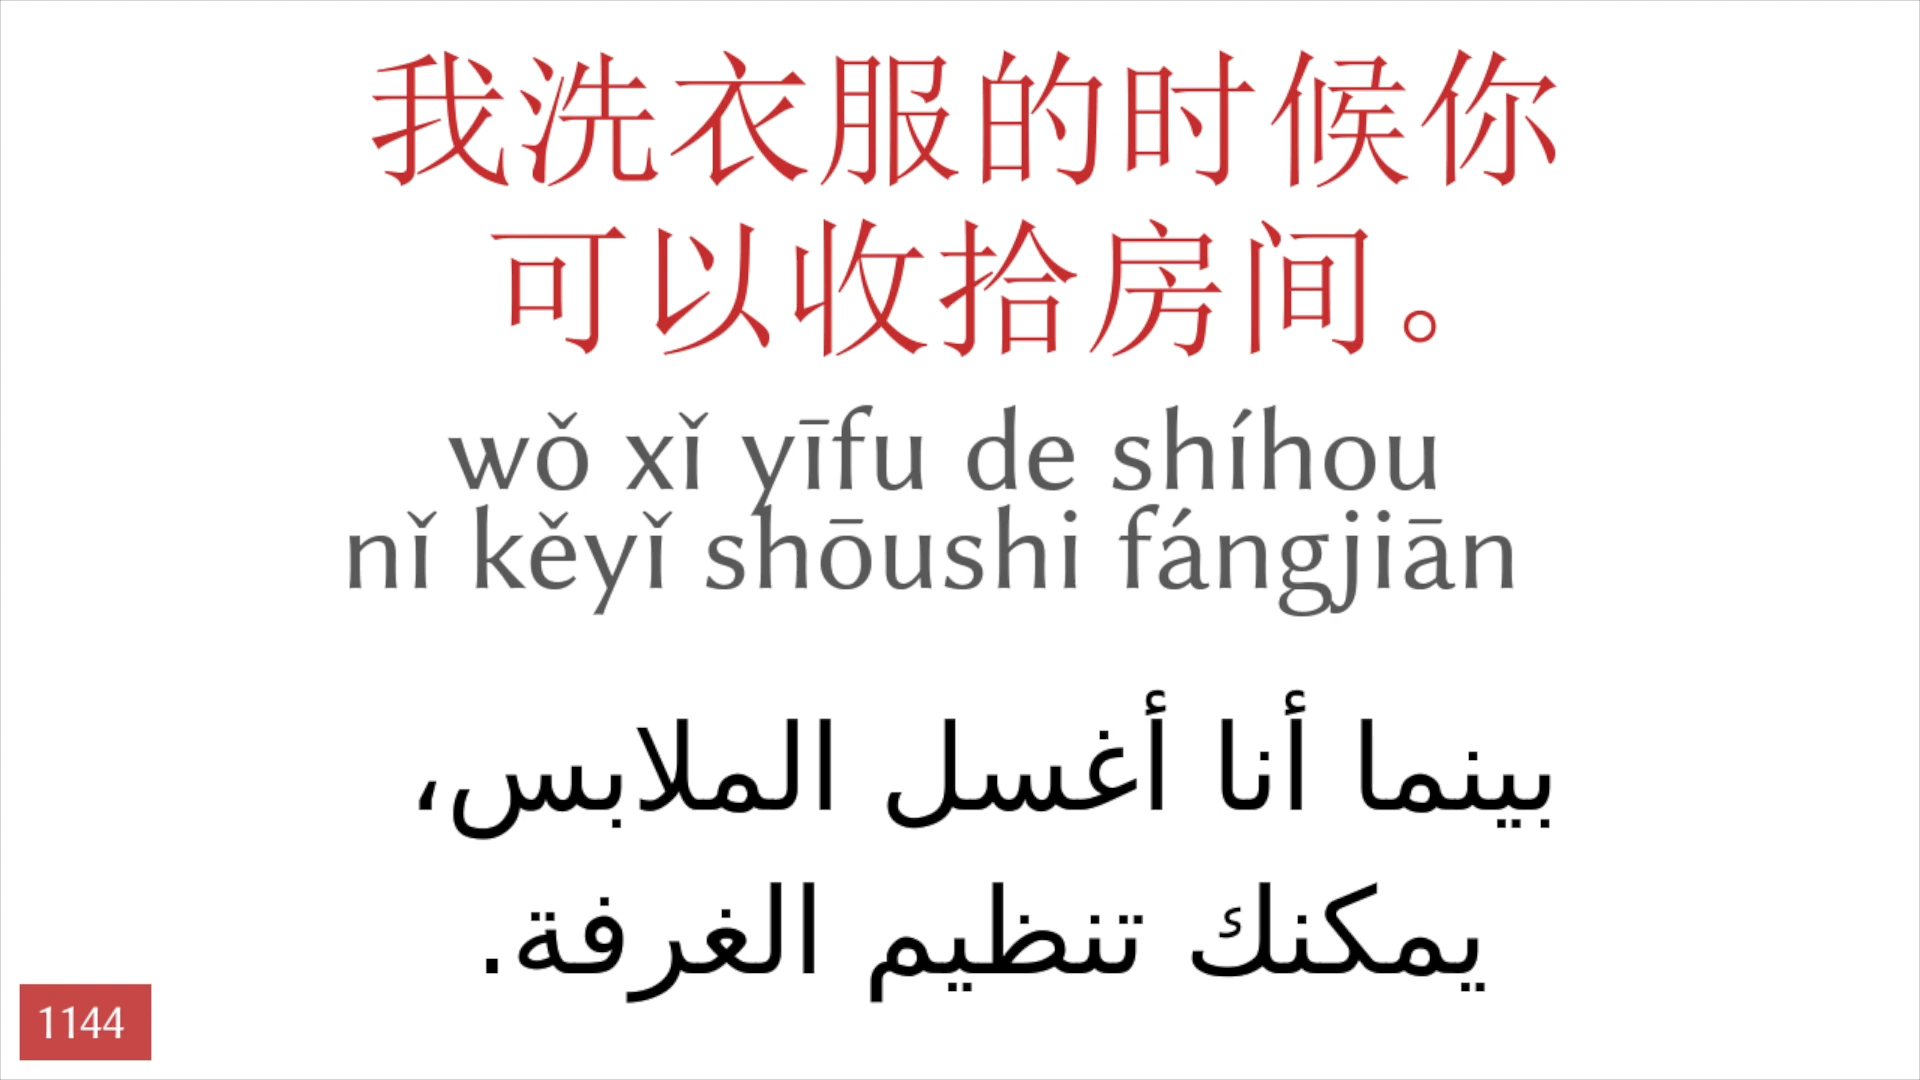 我洗衣服的时候你
可以收拾房间。
wǒ xǐ yīfu de shíhou
nǐ kěyǐ shōushi fángjiān
بينما أنا أغسل الملابس،
يمكنك تنظيم الغرفة.
1144